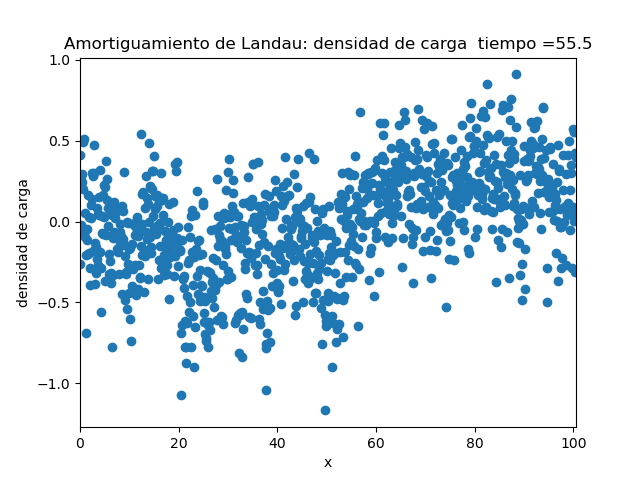 Amortiguamiento de Landau: densidad de carga  tiempo =55.5
1.0
0.5
0.0
−0.5
−1.0
densidad de carga
0 20 40 60 80 100
x